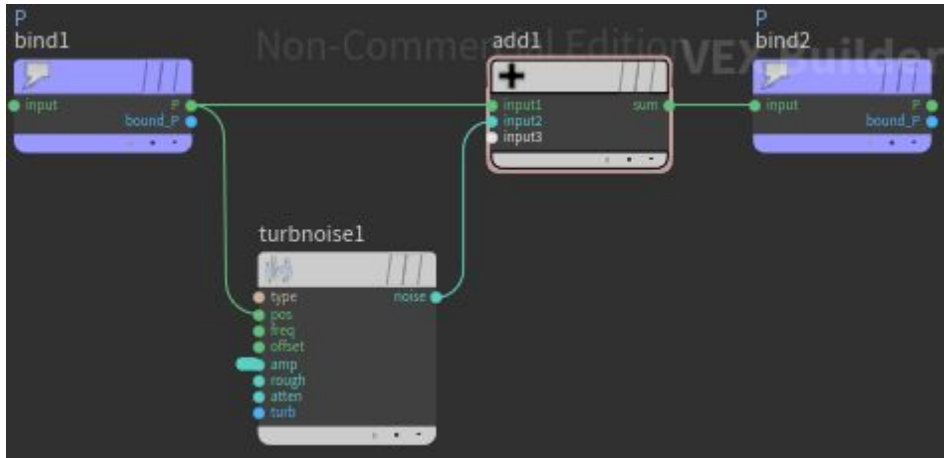 P
bind1
input
P
bound_P
Non-Commercial Edition
add1
input1
input2
input3
sum
VEX Builder
P
bind2
input
P
bound_P
turbnoise1
type
pos
freq
offset
amp
rough
atten
turb
noise